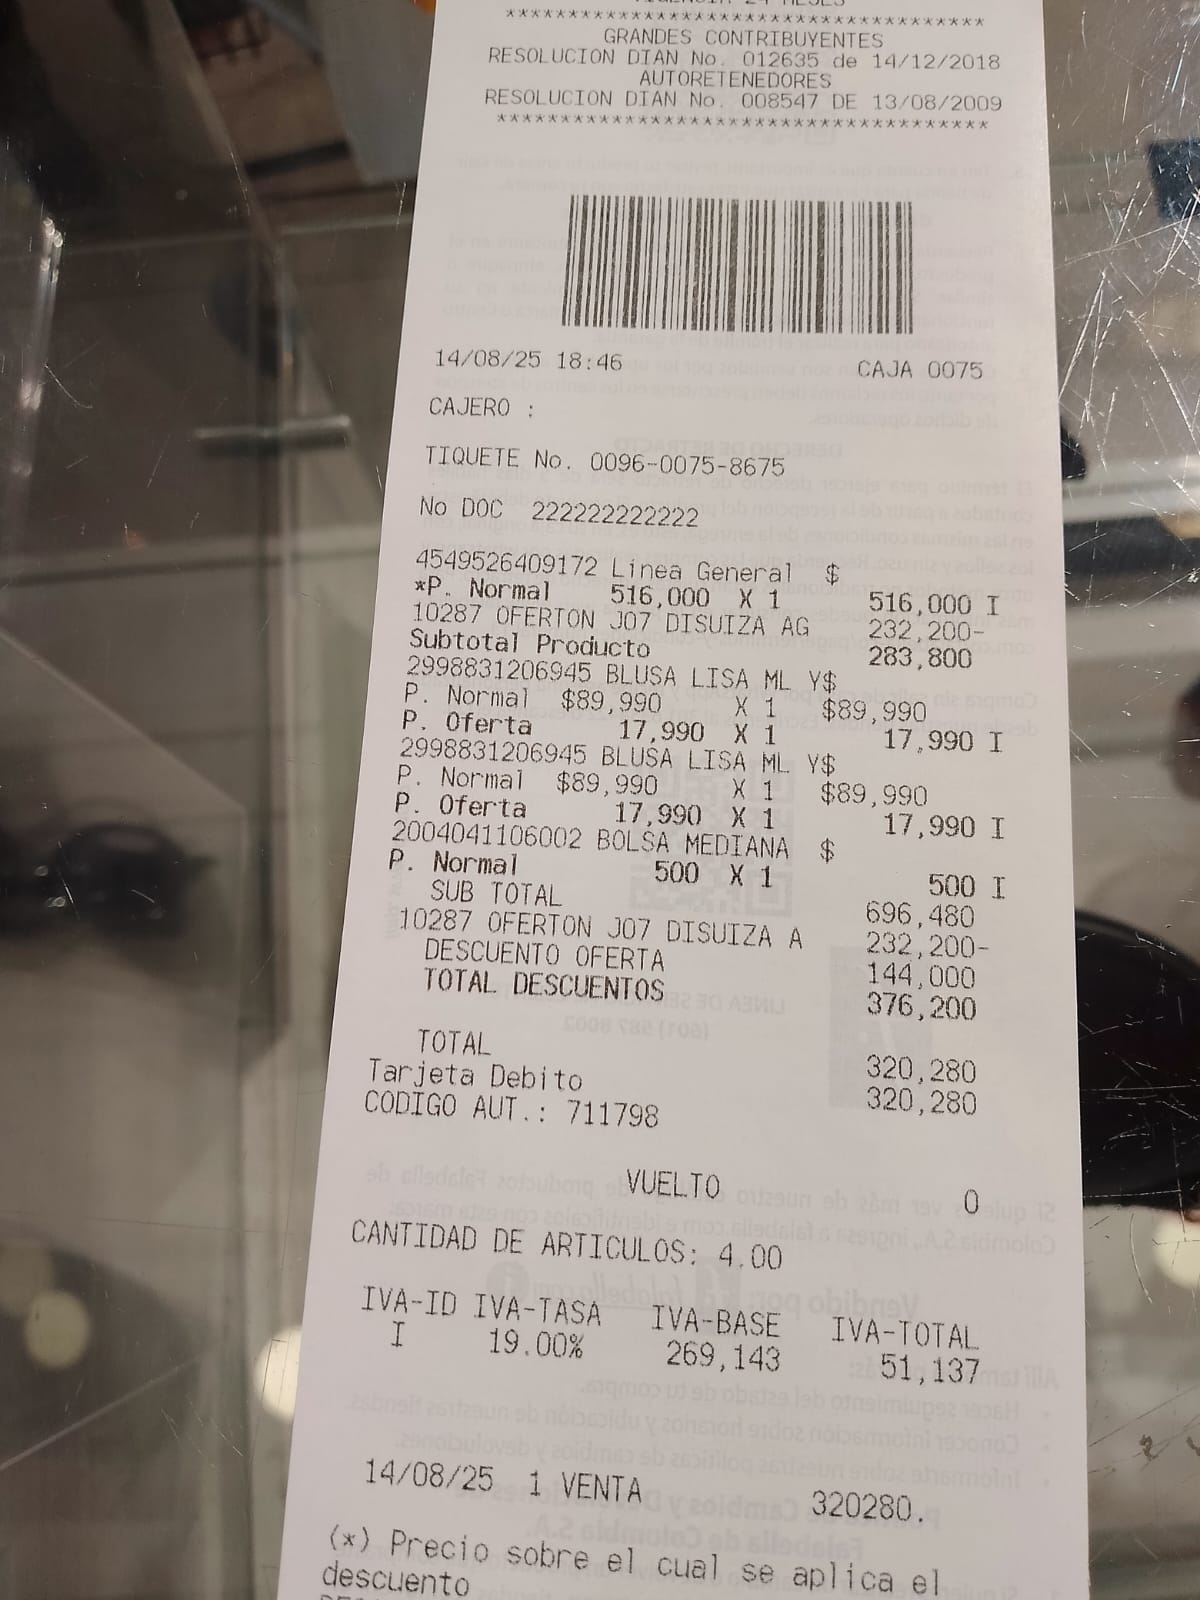 VIGENCIA 24 MESES
****************************************
GRANDES CONTRIBUYENTES
RESOLUCION DIAN No. 012635 de 14/12/2018
AUTORETENEDORES
RESOLUCION DIAN No. 008547 DE 13/08/2009
****************************************
14/08/25 18:46 CAJA 0075
CAJERO :
TIQUETE No. 0096-0075-8675
No DOC 222222222222
4549526409172 Linea General $
*P. Normal 516,000 X 1 516,000 I
10287 OFERTON J07 DISUIZA AG 232,200-
Subtotal Producto 283,800
2998831206945 BLUSA LISA ML Y$
P. Normal $89,990 X 1 $89,990
P. Oferta 17,990 X 1 17,990 I
2998831206945 BLUSA LISA ML Y$
P. Normal $89,990 X 1 $89,990
P. Oferta 17,990 X 1 17,990 I
2004041106002 BOLSA MEDIANA $
P. Normal 500 X 1 500 I
SUB TOTAL 696,480
10287 OFERTON J07 DISUIZA A 232,200-
DESCUENTO OFERTA 144,000
TOTAL DESCUENTOS 376,200
TOTAL 320,280
Tarjeta Debito 320,280
CODIGO AUT.: 711798
VUELTO 0
CANTIDAD DE ARTICULOS: 4.00
IVA-ID IVA-TASA IVA-BASE IVA-TOTAL
I 19.00% 269,143 51,137
14/08/25 1 VENTA 320280.
(*) Precio sobre el cual se aplica el
descuento